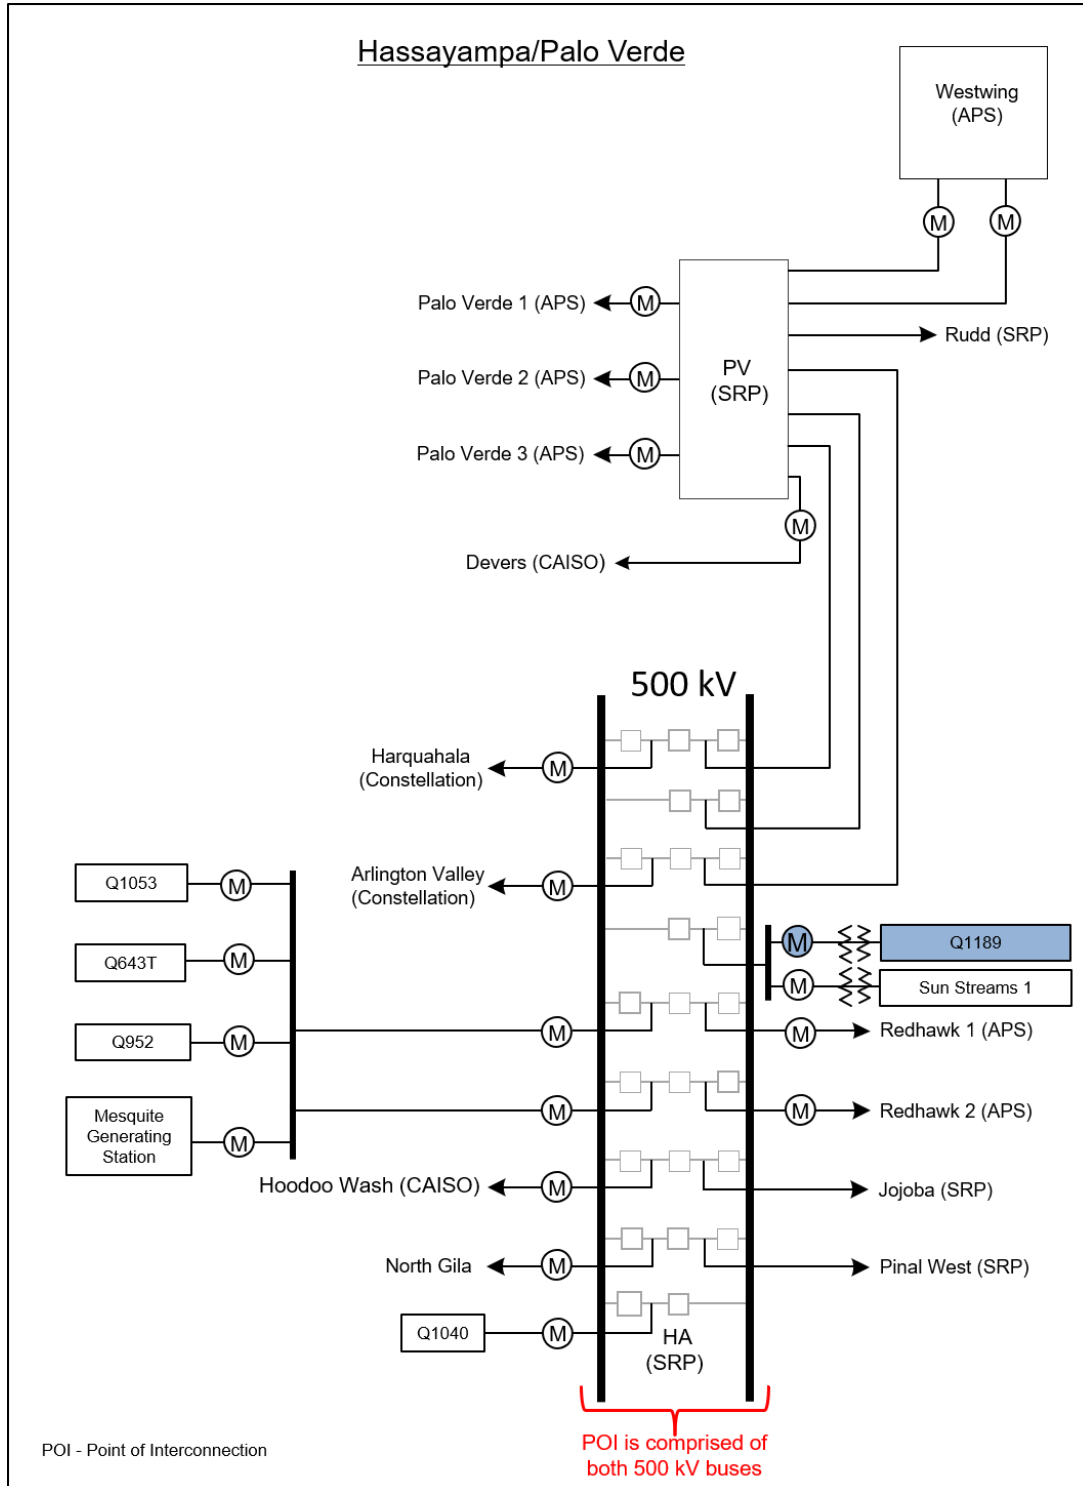 Hassayampa/Palo Verde
Westwing
(APS)
M
M
Palo Verde 1 (APS)
M
Rudd (SRP)
PV
(SRP)
Palo Verde 2 (APS)
M
Palo Verde 3 (APS)
M
M
Devers (CAISO)
500 kV
Harquahala
(Constellation)
M
Arlington Valley
(Constellation)
M
Q1053
M
M
Q1189
Q643T
M
M
Sun Streams 1
Q952
M
M
M
Redhawk 1 (APS)
Mesquite
Generating
Station
M
M
M
Redhawk 2 (APS)
Hoodoo Wash (CAISO)
M
Jojoba (SRP)
North Gila
M
Pinal West (SRP)
Q1040
M
HA
(SRP)
POI - Point of Interconnection
POI is comprised of
both 500 kV buses